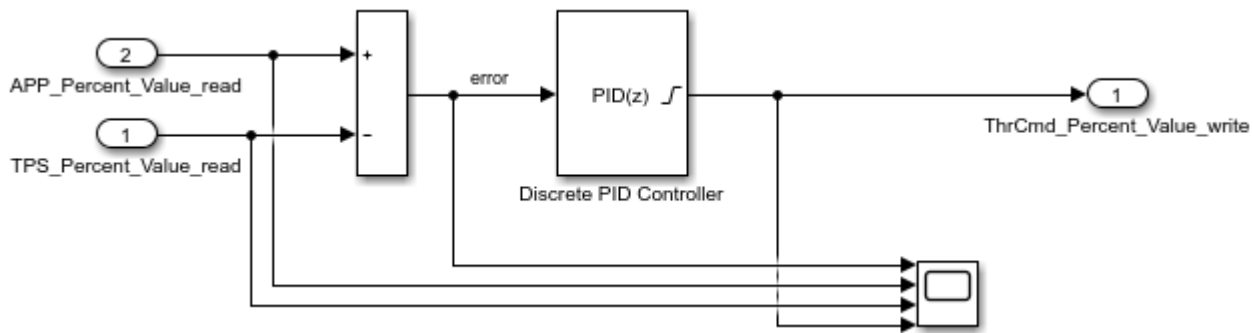 2
APP_Percent_Value_read
1
TPS_Percent_Value_read
+
−
error
PID(z)
Discrete PID Controller
1
ThrCmd_Percent_Value_write